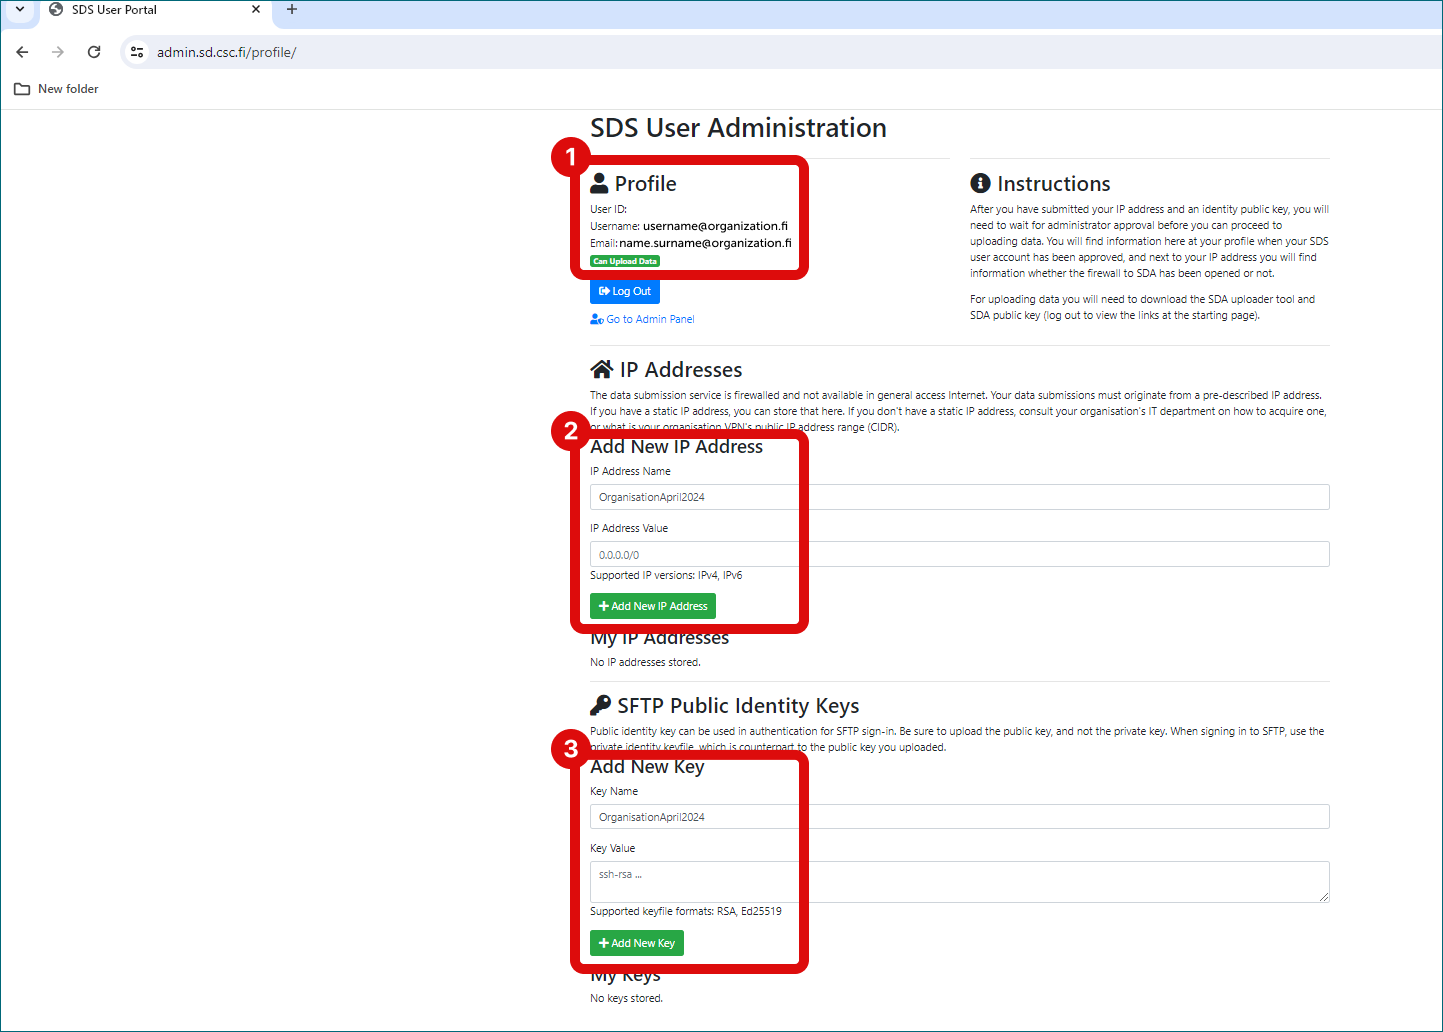 SDS User Portal
admin.sd.csc.fi/profile/
New folder
SDS User Administration
1
Profile
User ID:
Username: username@organization.fi
Email: name.surname@organization.fi
Can Upload Data
Log Out
Go to Admin Panel
Instructions
After you have submitted your IP address and an identity public key, you will
need to wait for administrator approval before you can proceed to
uploading data. You will find information here at your profile when your SDS
user account has been approved, and next to your IP address you will find
information whether the firewall to SDA has been opened or not.
For uploading data you will need to download the SDA uploader tool and
SDA public key (log out to view the links at the starting page).
IP Addresses
The data submission service is firewalled and not available in general access Internet. Your data submissions must originate from a pre-described IP address.
If you have a static IP address, you can store that here. If you don't have a static IP address, consult your organisation's IT department on how to acquire one,
or what is your organisation VPN's public IP address range (CIDR).
2
Add New IP Address
IP Address Name
OrganisationApril2024
IP Address Value
0.0.0.0/0
Supported IP versions: IPv4, IPv6
Add New IP Address
My IP Addresses
No IP addresses stored.
SFTP Public Identity Keys
Public identity key can be used in authentication for SFTP sign-in. Be sure to upload the public key, and not the private key. When signing in to SFTP, use the
private identity keyfile, which is counterpart to the public key you uploaded.
3
Add New Key
Key Name
OrganisationApril2024
Key Value
ssh-rsa ...
Supported keyfile formats: RSA, Ed25519
Add New Key
My Keys
No keys stored.